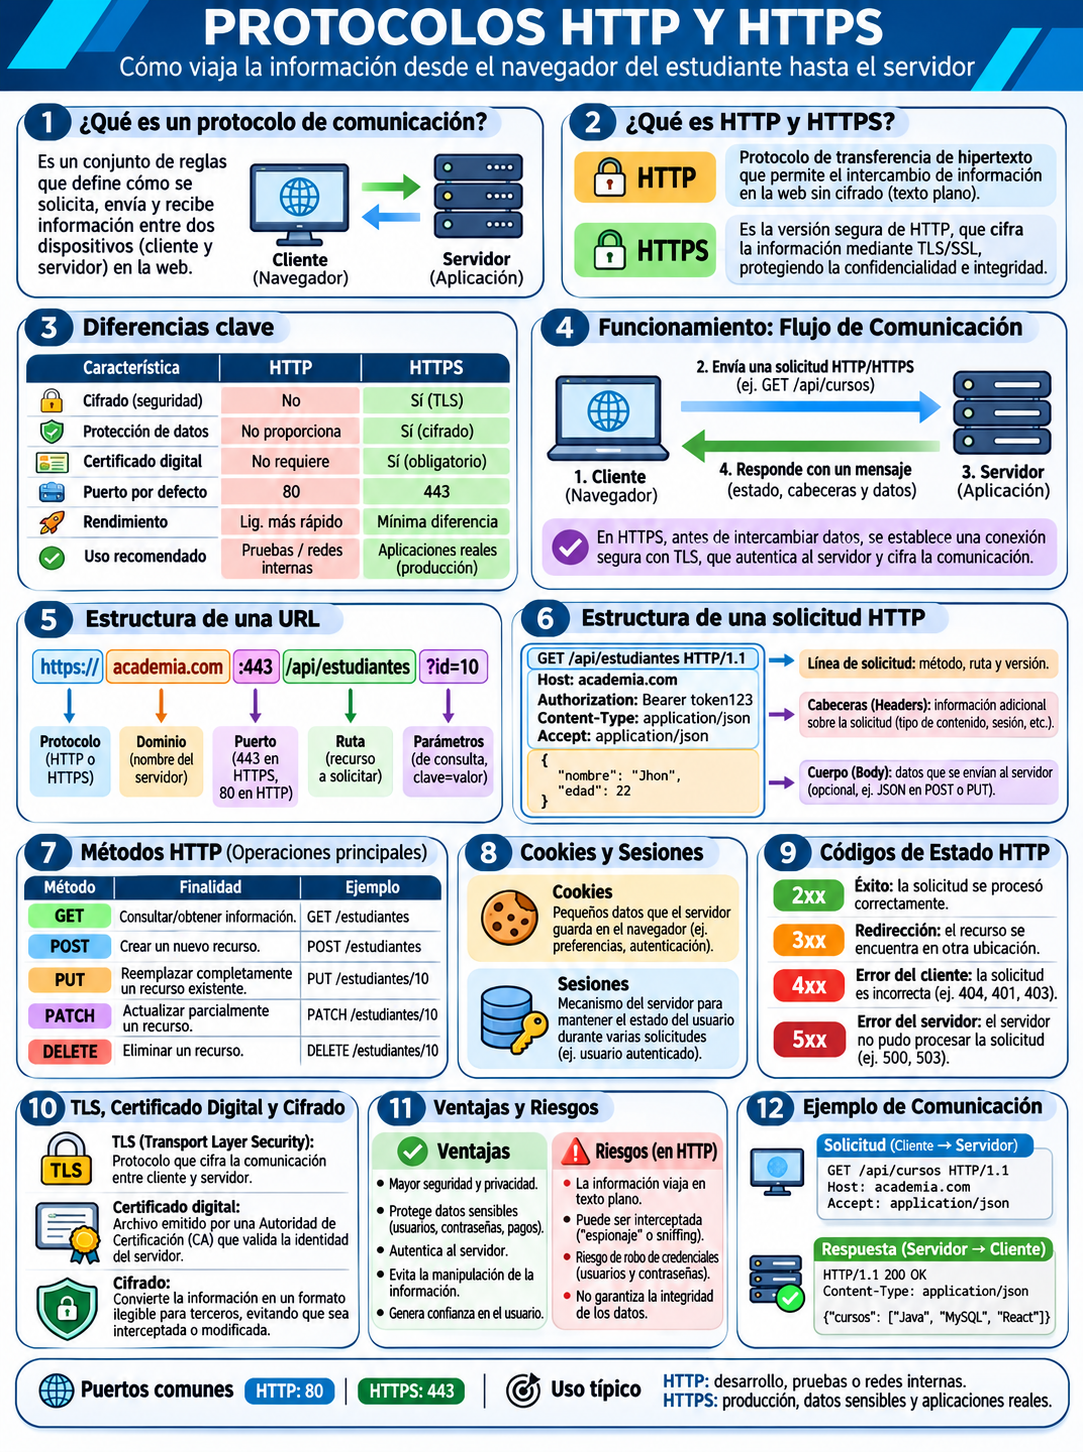 PROTOCOLOS HTTP Y HTTPS
Cómo viaja la información desde el navegador del estudiante hasta el servidor
1 ¿Qué es un protocolo de comunicación?
Es un conjunto de reglas
que define cómo se
solicita, envía y recibe
información entre dos
dispositivos (cliente y
servidor) en la web.
Cliente
(Navegador)
Servidor
(Aplicación)
2 ¿Qué es HTTP y HTTPS?
HTTP
Protocolo de transferencia de hipertexto
que permite el intercambio de información
en la web sin cifrado (texto plano).
HTTPS
Es la versión segura de HTTP, que cifra
la información mediante TLS/SSL,
protegiendo la confidencialidad e integridad.
3 Diferencias clave
Característica HTTP HTTPS
Cifrado (seguridad) No Sí (TLS)
Protección de datos No proporciona Sí (cifrado)
Certificado digital No requiere Sí (obligatorio)
Puerto por defecto 80 443
Rendimiento Lig. más rápido Mínima diferencia
Uso recomendado Pruebas / redes internas Aplicaciones reales (producción)
4 Funcionamiento: Flujo de Comunicación
2. Envía una solicitud HTTP/HTTPS
(ej. GET /api/cursos)
1. Cliente
(Navegador)
4. Responde con un mensaje
(estado, cabeceras y datos)
3. Servidor
(Aplicación)
En HTTPS, antes de intercambiar datos, se establece una conexión
segura con TLS, que autentica al servidor y cifra la comunicación.
5 Estructura de una URL
https:// academia.com :443 /api/estudiantes ?id=10
Protocolo
(HTTP o
HTTPS)
Dominio
(nombre del
servidor)
Puerto
(443 en
HTTPS,
80 en HTTP)
Ruta
(recurso
a solicitar)
Parámetros
(de consulta,
clave=valor)
6 Estructura de una solicitud HTTP
GET /api/estudiantes HTTP/1.1
Host: academia.com
Authorization: Bearer token123
Content-Type: application/json
Accept: application/json
{
"nombre": "Jhon",
"edad": 22
}
Línea de solicitud: método, ruta y versión.
Cabeceras (Headers): información adicional
sobre la solicitud (tipo de contenido, sesión, etc.).
Cuerpo (Body): datos que se envían al servidor
(opcional, ej. JSON en POST o PUT).
7 Métodos HTTP (Operaciones principales)
Método Finalidad Ejemplo
GET Consultar/obtener información. GET /estudiantes
POST Crear un nuevo recurso. POST /estudiantes
PUT Reemplazar completamente un recurso existente. PUT /estudiantes/10
PATCH Actualizar parcialmente un recurso. PATCH /estudiantes/10
DELETE Eliminar un recurso. DELETE /estudiantes/10
8 Cookies y Sesiones
Cookies
Pequeños datos que el servidor
guarda en el navegador (ej.
preferencias, autenticación).
Sesiones
Mecanismo del servidor para
mantener el estado del usuario
durante varias solicitudes
(ej. usuario autenticado).
9 Códigos de Estado HTTP
2xx
Éxito: la solicitud se procesó
correctamente.
3xx
Redirección: el recurso se
encuentra en otra ubicación.
4xx
Error del cliente: la solicitud
es incorrecta (ej. 404, 401, 403).
5xx
Error del servidor: el servidor
no pudo procesar la solicitud
(ej. 500, 503).
10 TLS, Certificado Digital y Cifrado
TLS
TLS (Transport Layer Security):
Protocolo que cifra la comunicación
entre cliente y servidor.
Certificado digital:
Archivo emitido por una Autoridad de
Certificación (CA) que valida la identidad
del servidor.
Cifrado:
Convierte la información en un formato
ilegible para terceros, evitando que sea
interceptada o modificada.
11 Ventajas y Riesgos
Ventajas
• Mayor seguridad y privacidad.
• Protege datos sensibles
(usuarios, contraseñas, pagos).
• Autentica al servidor.
• Evita la manipulación de la
información.
• Genera confianza en el usuario.
Riesgos (en HTTP)
• La información viaja en
texto plano.
• Puede ser interceptada
("espionaje" o sniffing).
• Riesgo de robo de credenciales
(usuarios y contraseñas).
• No garantiza la integridad
de los datos.
12 Ejemplo de Comunicación
Solicitud (Cliente → Servidor)
GET /api/cursos HTTP/1.1
Host: academia.com
Accept: application/json
Respuesta (Servidor → Cliente)
HTTP/1.1 200 OK
Content-Type: application/json
{"cursos": ["Java", "MySQL", "React"]}
Puertos comunes HTTP: 80 | HTTPS: 443
Uso típico
HTTP: desarrollo, pruebas o redes internas.
HTTPS: producción, datos sensibles y aplicaciones reales.